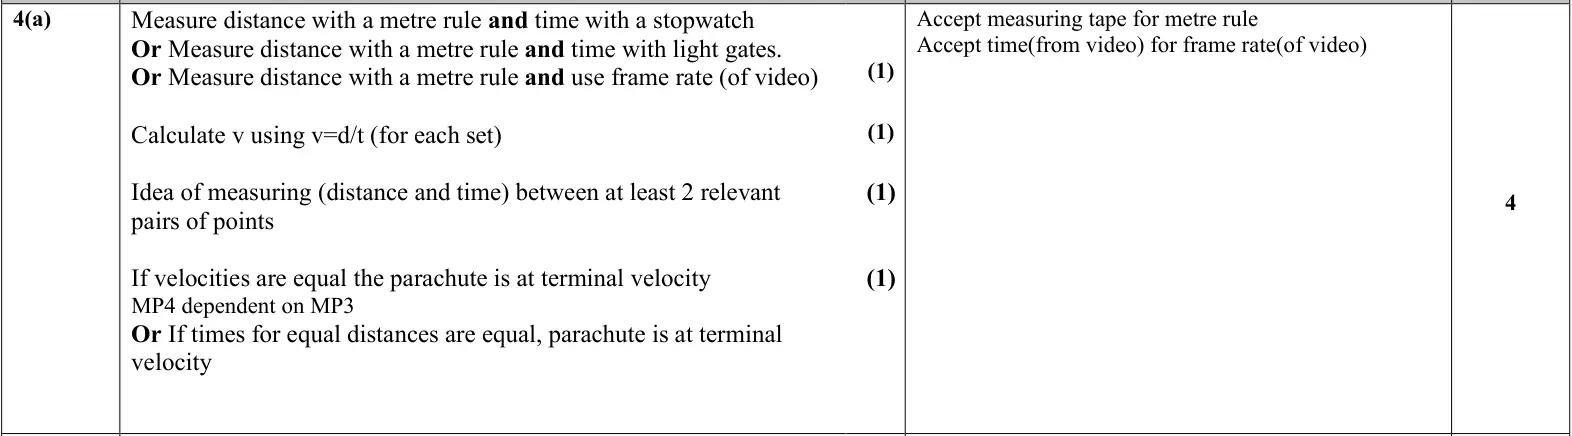 4(a)
Measure distance with a metre rule and time with a stopwatch
Or Measure distance with a metre rule and time with light gates.
Or Measure distance with a metre rule and use frame rate (of video) (1)
Calculate v using v=d/t (for each set) (1)
Idea of measuring (distance and time) between at least 2 relevant (1)
pairs of points
If velocities are equal the parachute is at terminal velocity (1)
MP4 dependent on MP3
Or If times for equal distances are equal, parachute is at terminal
velocity
Accept measuring tape for metre rule
Accept time(from video) for frame rate(of video)
4